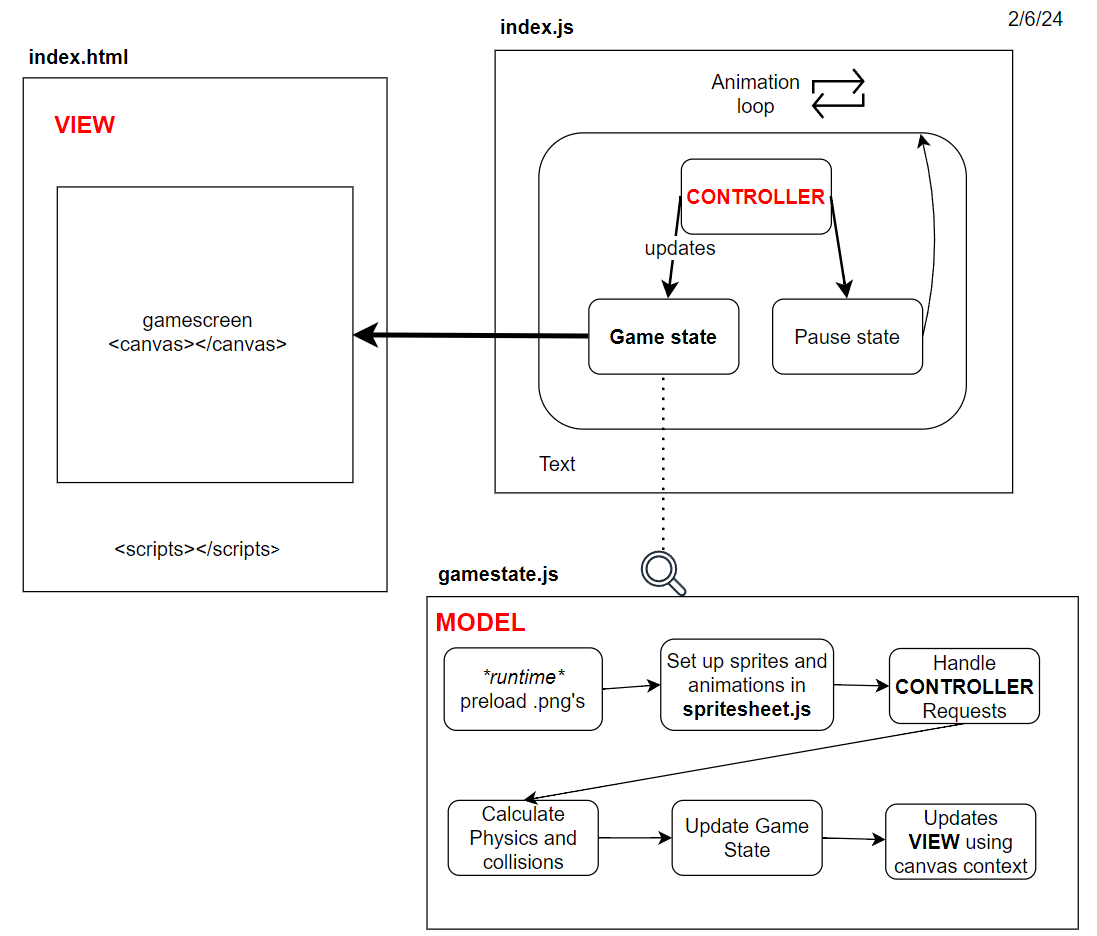 2/6/24
index.js
index.html
VIEW
gamescreen
<canvas></canvas>
<scripts></scripts>
Animation
loop
CONTROLLER
updates
Game state
Pause state
Text
gamestate.js
MODEL
*runtime*
preload .png's
Set up sprites and
animations in
spritesheet.js
Handle
CONTROLLER
Requests
Calculate
Physics and
collisions
Update Game
State
Updates
VIEW using
canvas context